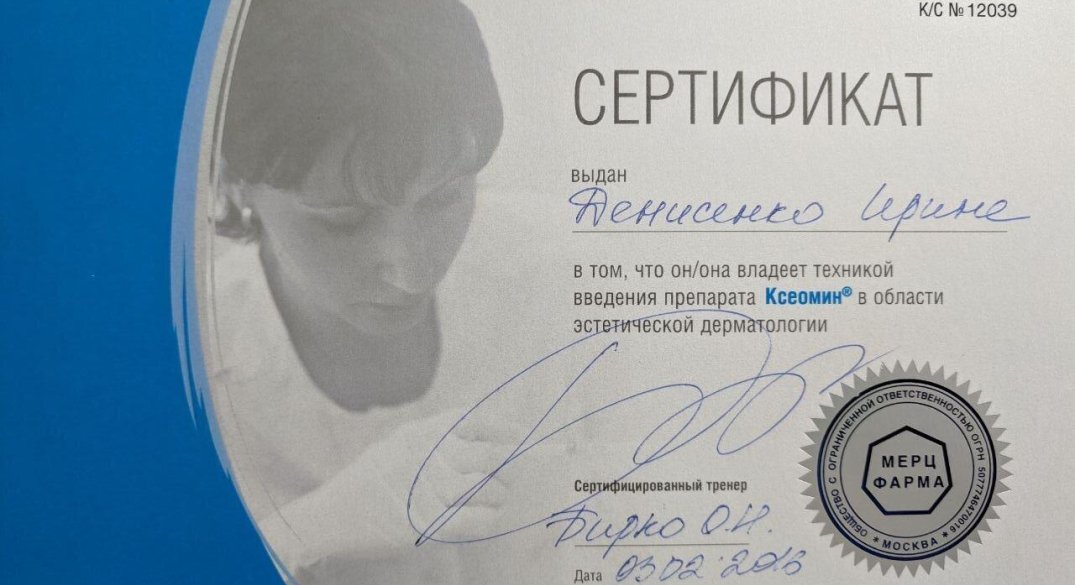 К/С № 12039
СЕРТИФИКАТ
выдан
Денисенко Ирине
в том, что он/она владеет техникой
введения препарата Ксеомин® в области
эстетической дерматологии
Сертифицированный тренер
Бирко О.Н.
Дата 03.02.2016
ОБЩЕСТВО С ОГРАНИЧЕННОЙ ОТВЕТСТВЕННОСТЬЮ ОГРН 5077746470016
* МОСКВА *
МЕРЦ
ФАРМА